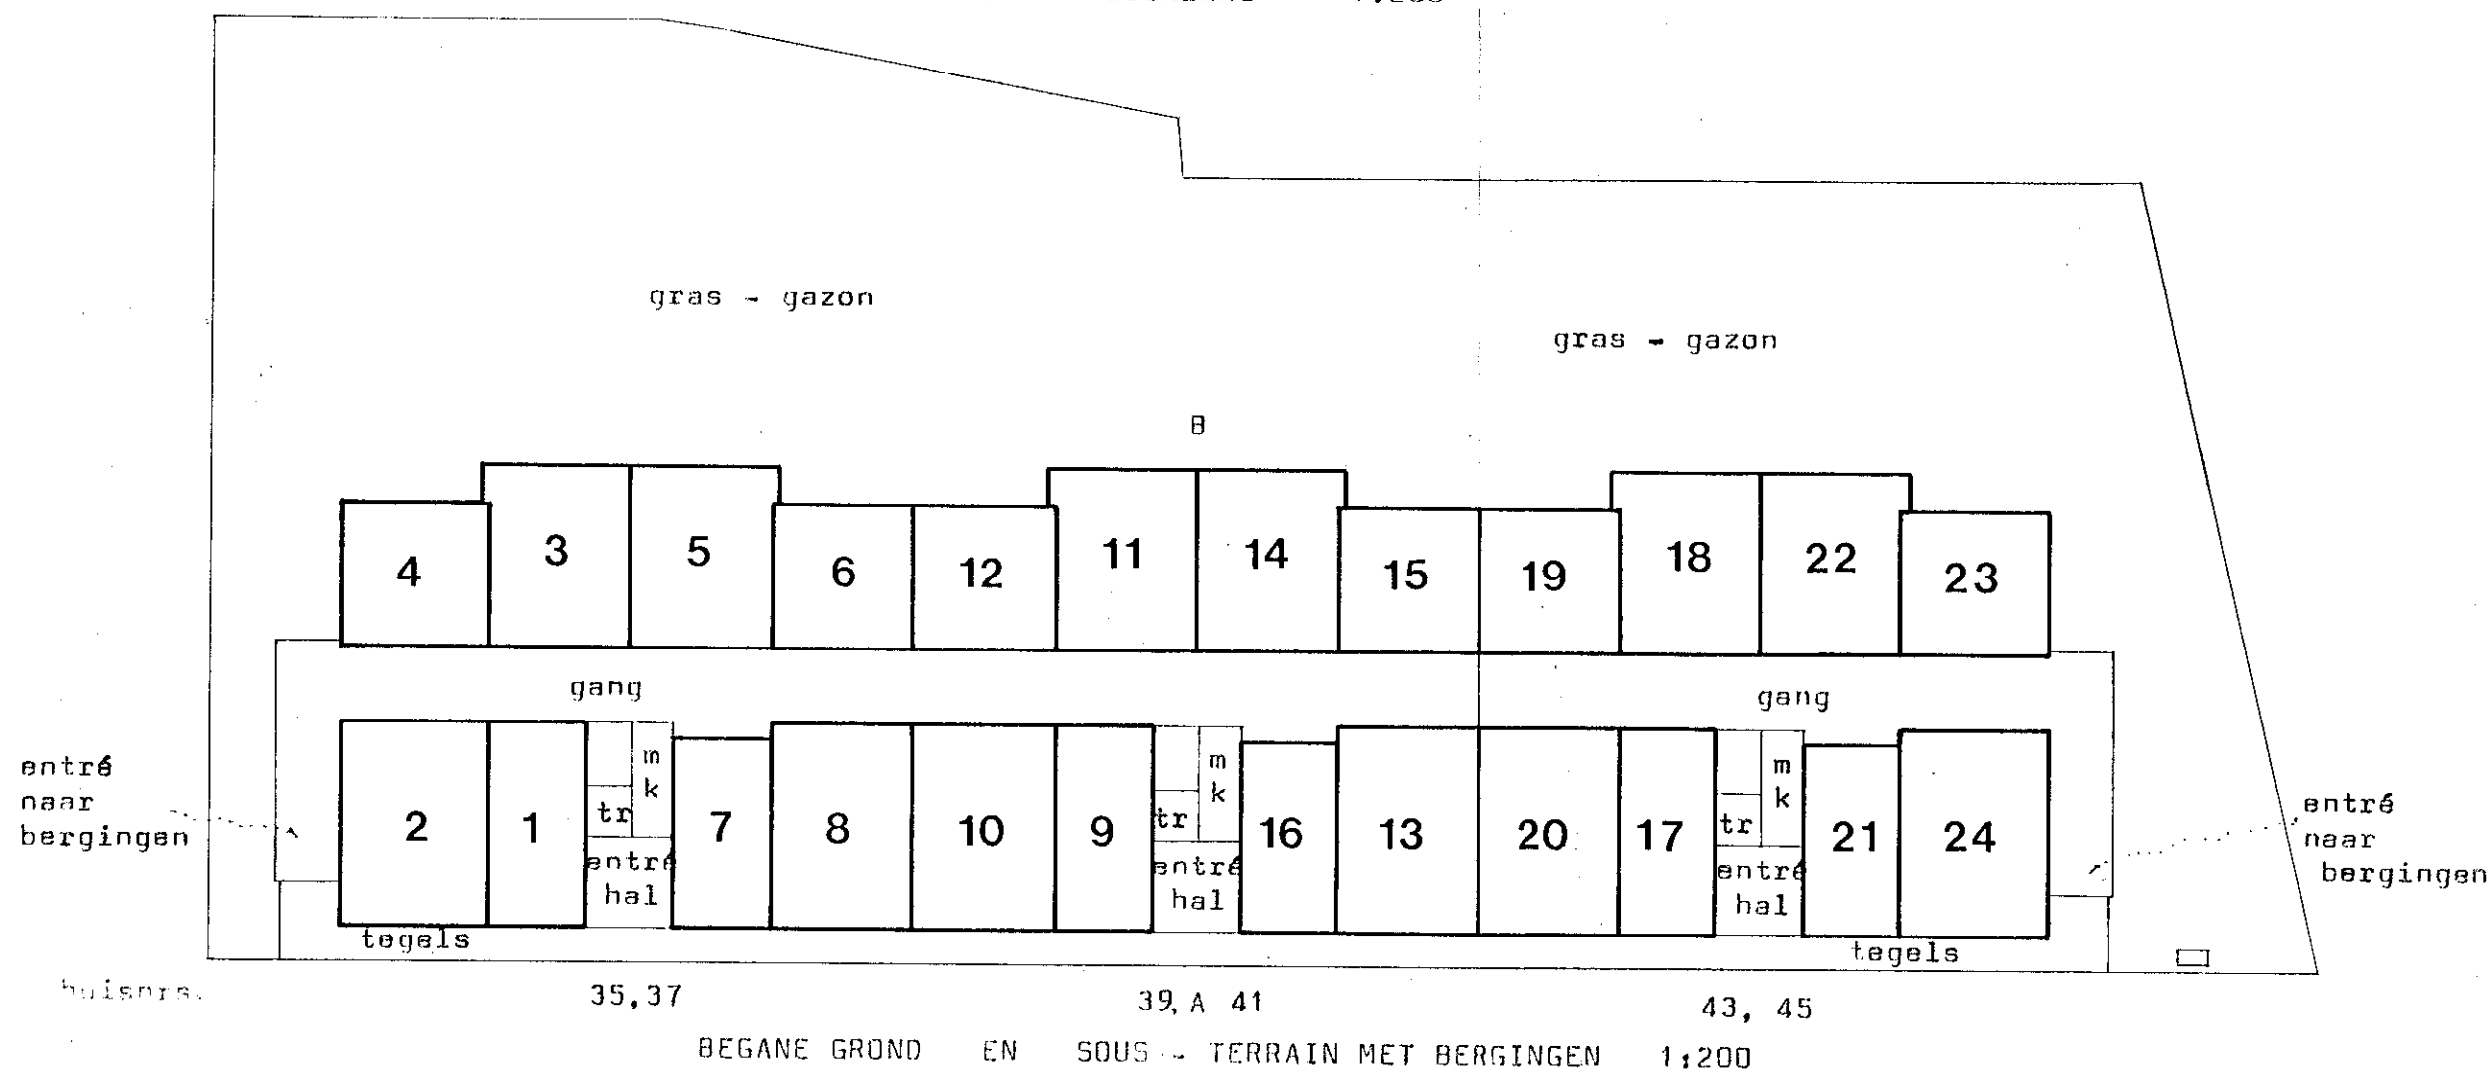 gras - gazon
gras - gazon
B
4 3 5 6 12 11 14 15 19 18 22 23
gang
gang
entré
naar
bergingen
2 1 7 8 10 9 16 13 20 17 21 24
m
k
tr
entré
hal
m
k
tr
entré
hal
m
k
tr
entré
hal
entré
naar
bergingen
tegels
tegels
huisnrs.
35,37
39, A 41
43, 45
BEGANE GROND EN SOUS - TERRAIN MET BERGINGEN 1:200